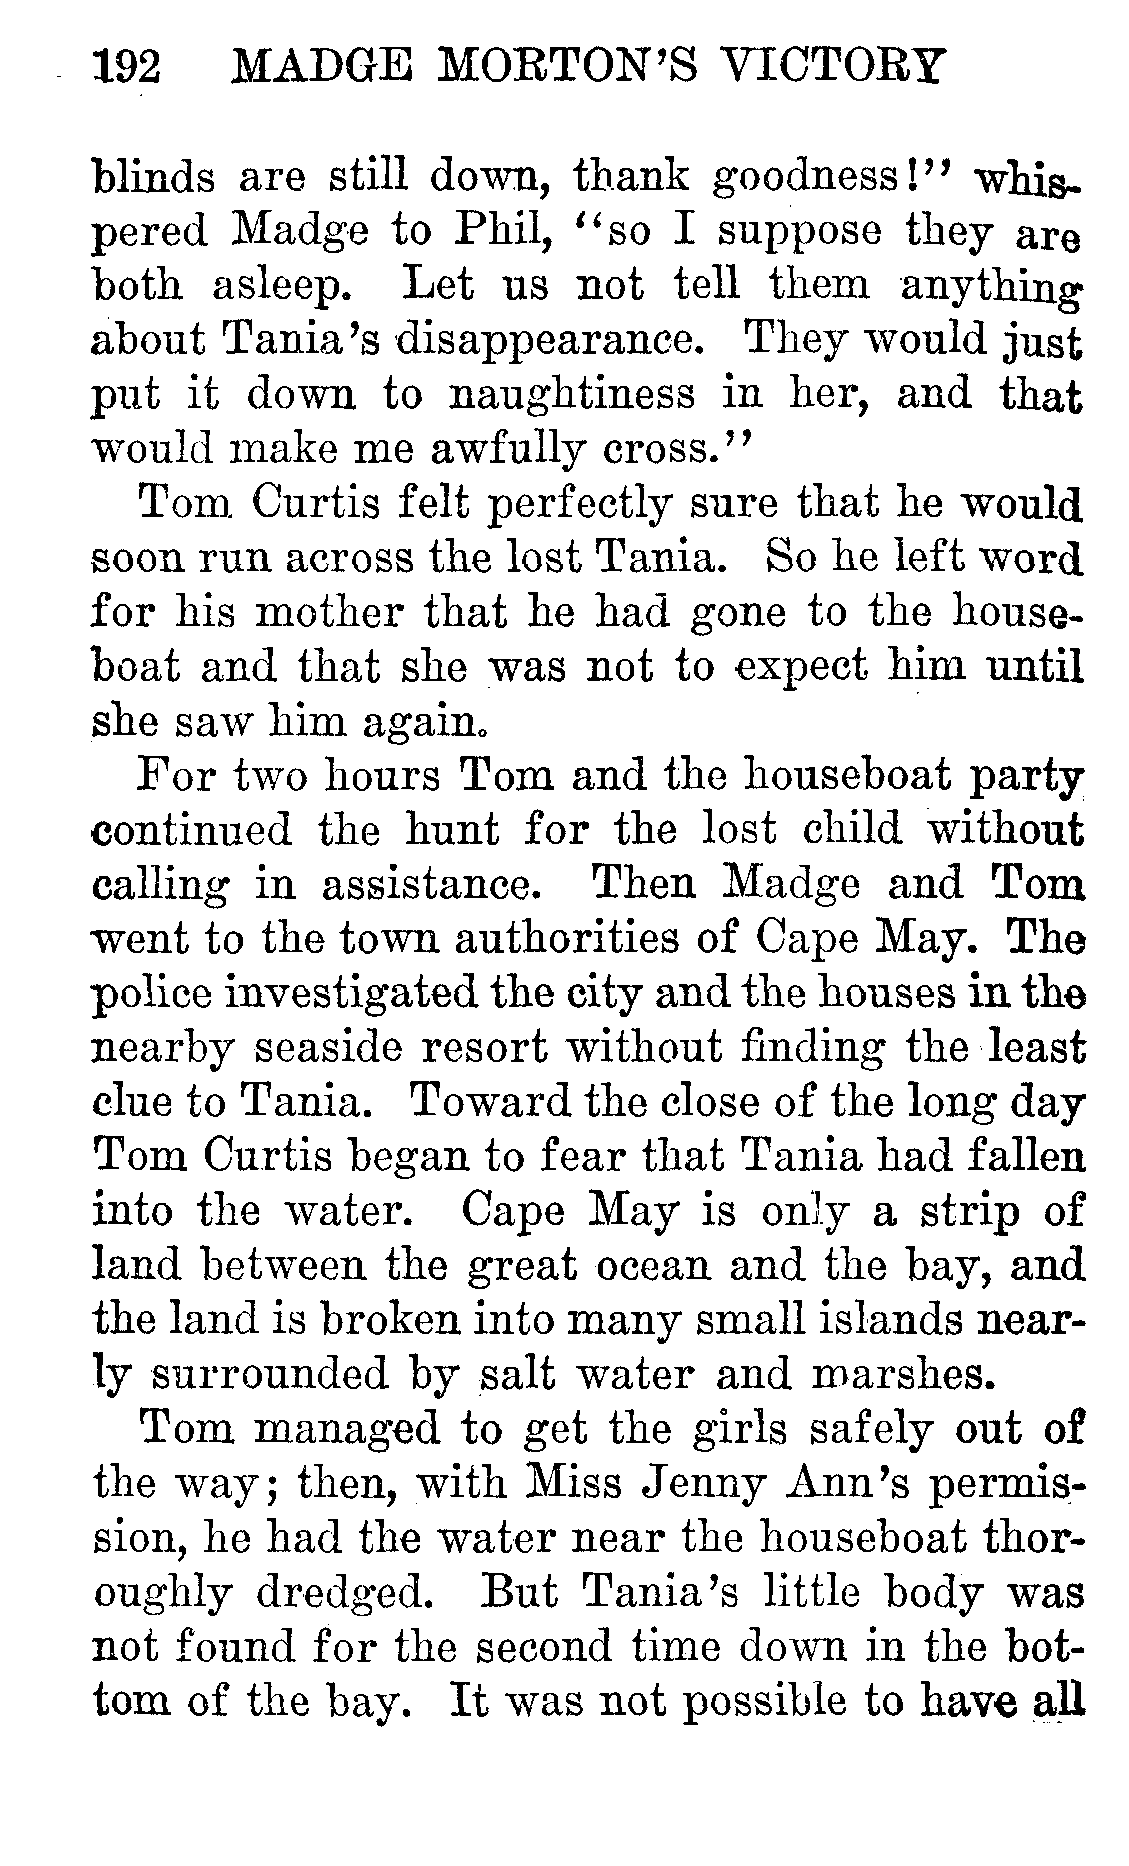 192 MADGE MORTON'S VICTORY
blinds are still down, thank goodness!" whis-
pered Madge to Phil, "so I suppose they are
both asleep. Let us not tell them anything
about Tania's disappearance. They would just
put it down to naughtiness in her, and that
would make me awfully cross."
Tom Curtis felt perfectly sure that he would
soon run across the lost Tania. So he left word
for his mother that he had gone to the house-
boat and that she was not to expect him until
she saw him again.
For two hours Tom and the houseboat party
continued the hunt for the lost child without
calling in assistance. Then Madge and Tom
went to the town authorities of Cape May. The
police investigated the city and the houses in the
nearby seaside resort without finding the least
clue to Tania. Toward the close of the long day
Tom Curtis began to fear that Tania had fallen
into the water. Cape May is only a strip of
land between the great ocean and the bay, and
the land is broken into many small islands near-
ly surrounded by salt water and marshes.
Tom managed to get the girls safely out of
the way; then, with Miss Jenny Ann's permis-
sion, he had the water near the houseboat thor-
oughly dredged. But Tania's little body was
not found for the second time down in the bot-
tom of the bay. It was not possible to have all